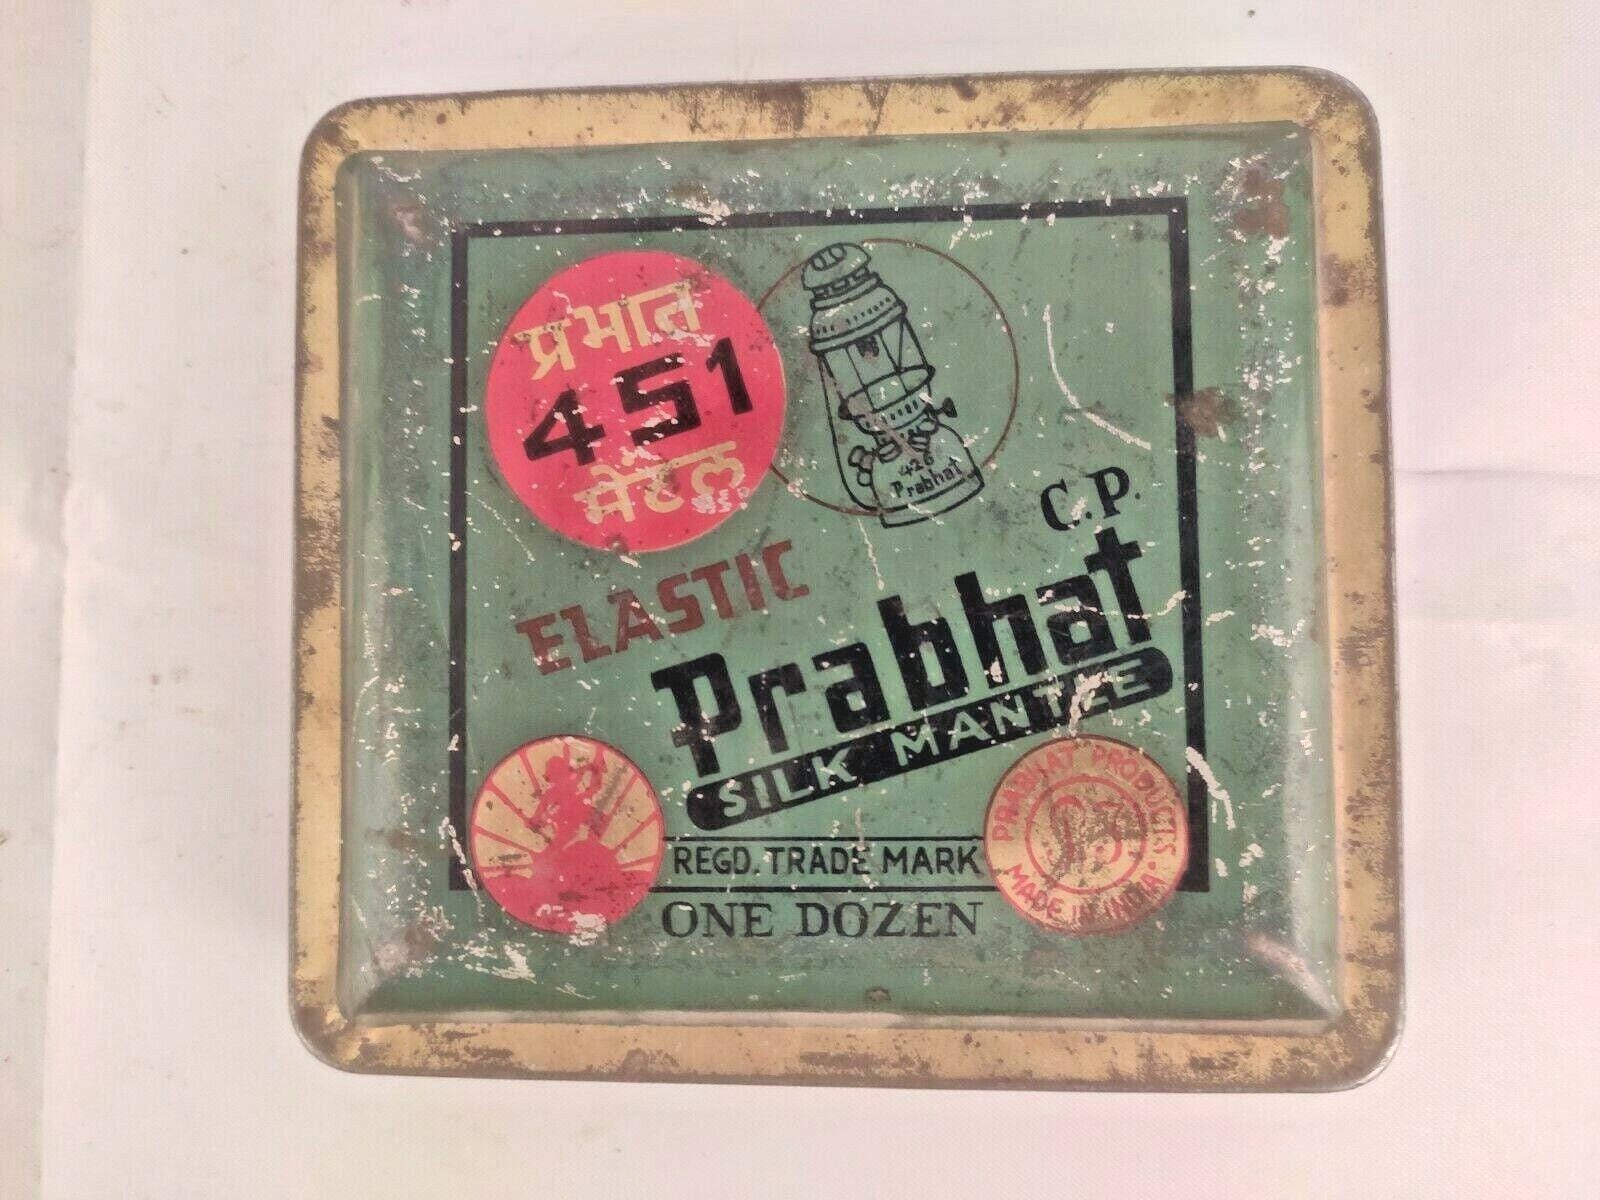 प्रभात
451
मेंटल
426
Prabhat
C.P.
ELASTIC
Prabhat
SILK MANTLE
REGD. TRADE MARK
ONE DOZEN
PRABHAT PRODUCTS.
MADE IN INDIA